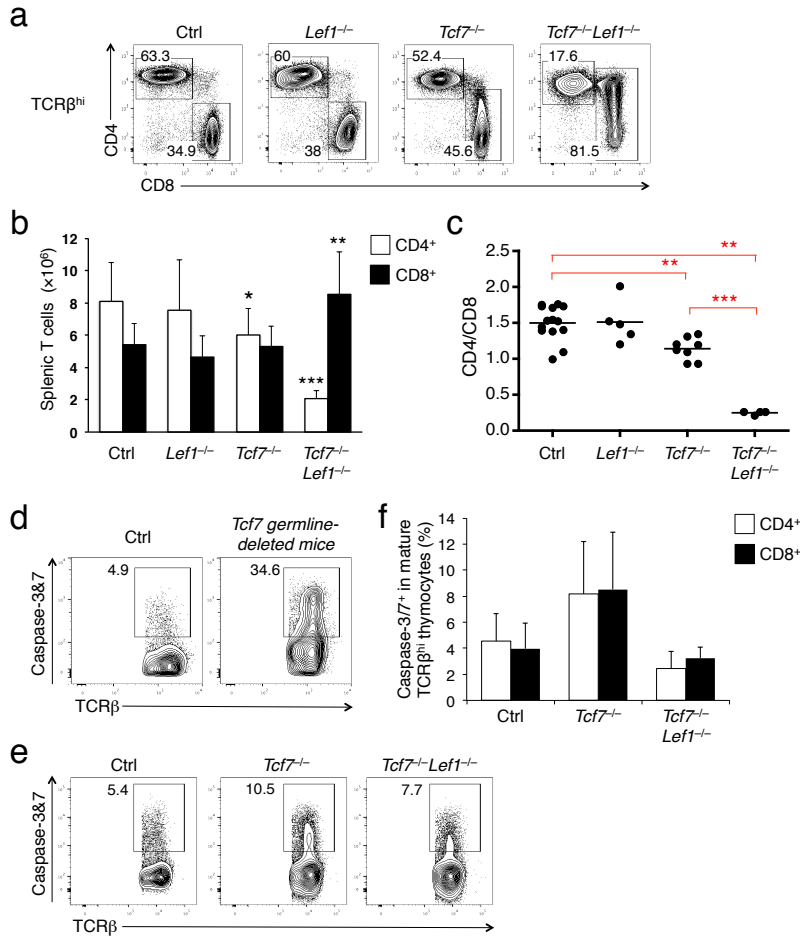 a
Ctrl
Lef1–/–
Tcf7–/–
Tcf7–/–Lef1–/–
TCRβhi
CD4
63.3
34.9
60
38
52.4
45.6
17.6
81.5
CD8
b
Splenic T cells (×10⁶)
12
10
8
6
4
2
0
CD4+
CD8+
*
***
**
Ctrl
Lef1–/–
Tcf7–/–
Tcf7–/–
Lef1–/–
c
CD4/CD8
2.5
2.0
1.5
1.0
0.5
0.0
**
**
***
Ctrl
Lef1–/–
Tcf7–/–
Tcf7–/–
Lef1–/–
d
Ctrl
Tcf7 germline-
deleted mice
Caspase-3&7
4.9
34.6
TCRβ
f
Caspase-3/7+ in mature
TCRβhi thymocytes (%)
14
12
10
8
6
4
2
0
CD4+
CD8+
Ctrl
Tcf7–/–
Tcf7–/–
Lef1–/–
e
Ctrl
Tcf7–/–
Tcf7–/–Lef1–/–
Caspase-3&7
5.4
10.5
7.7
TCRβ